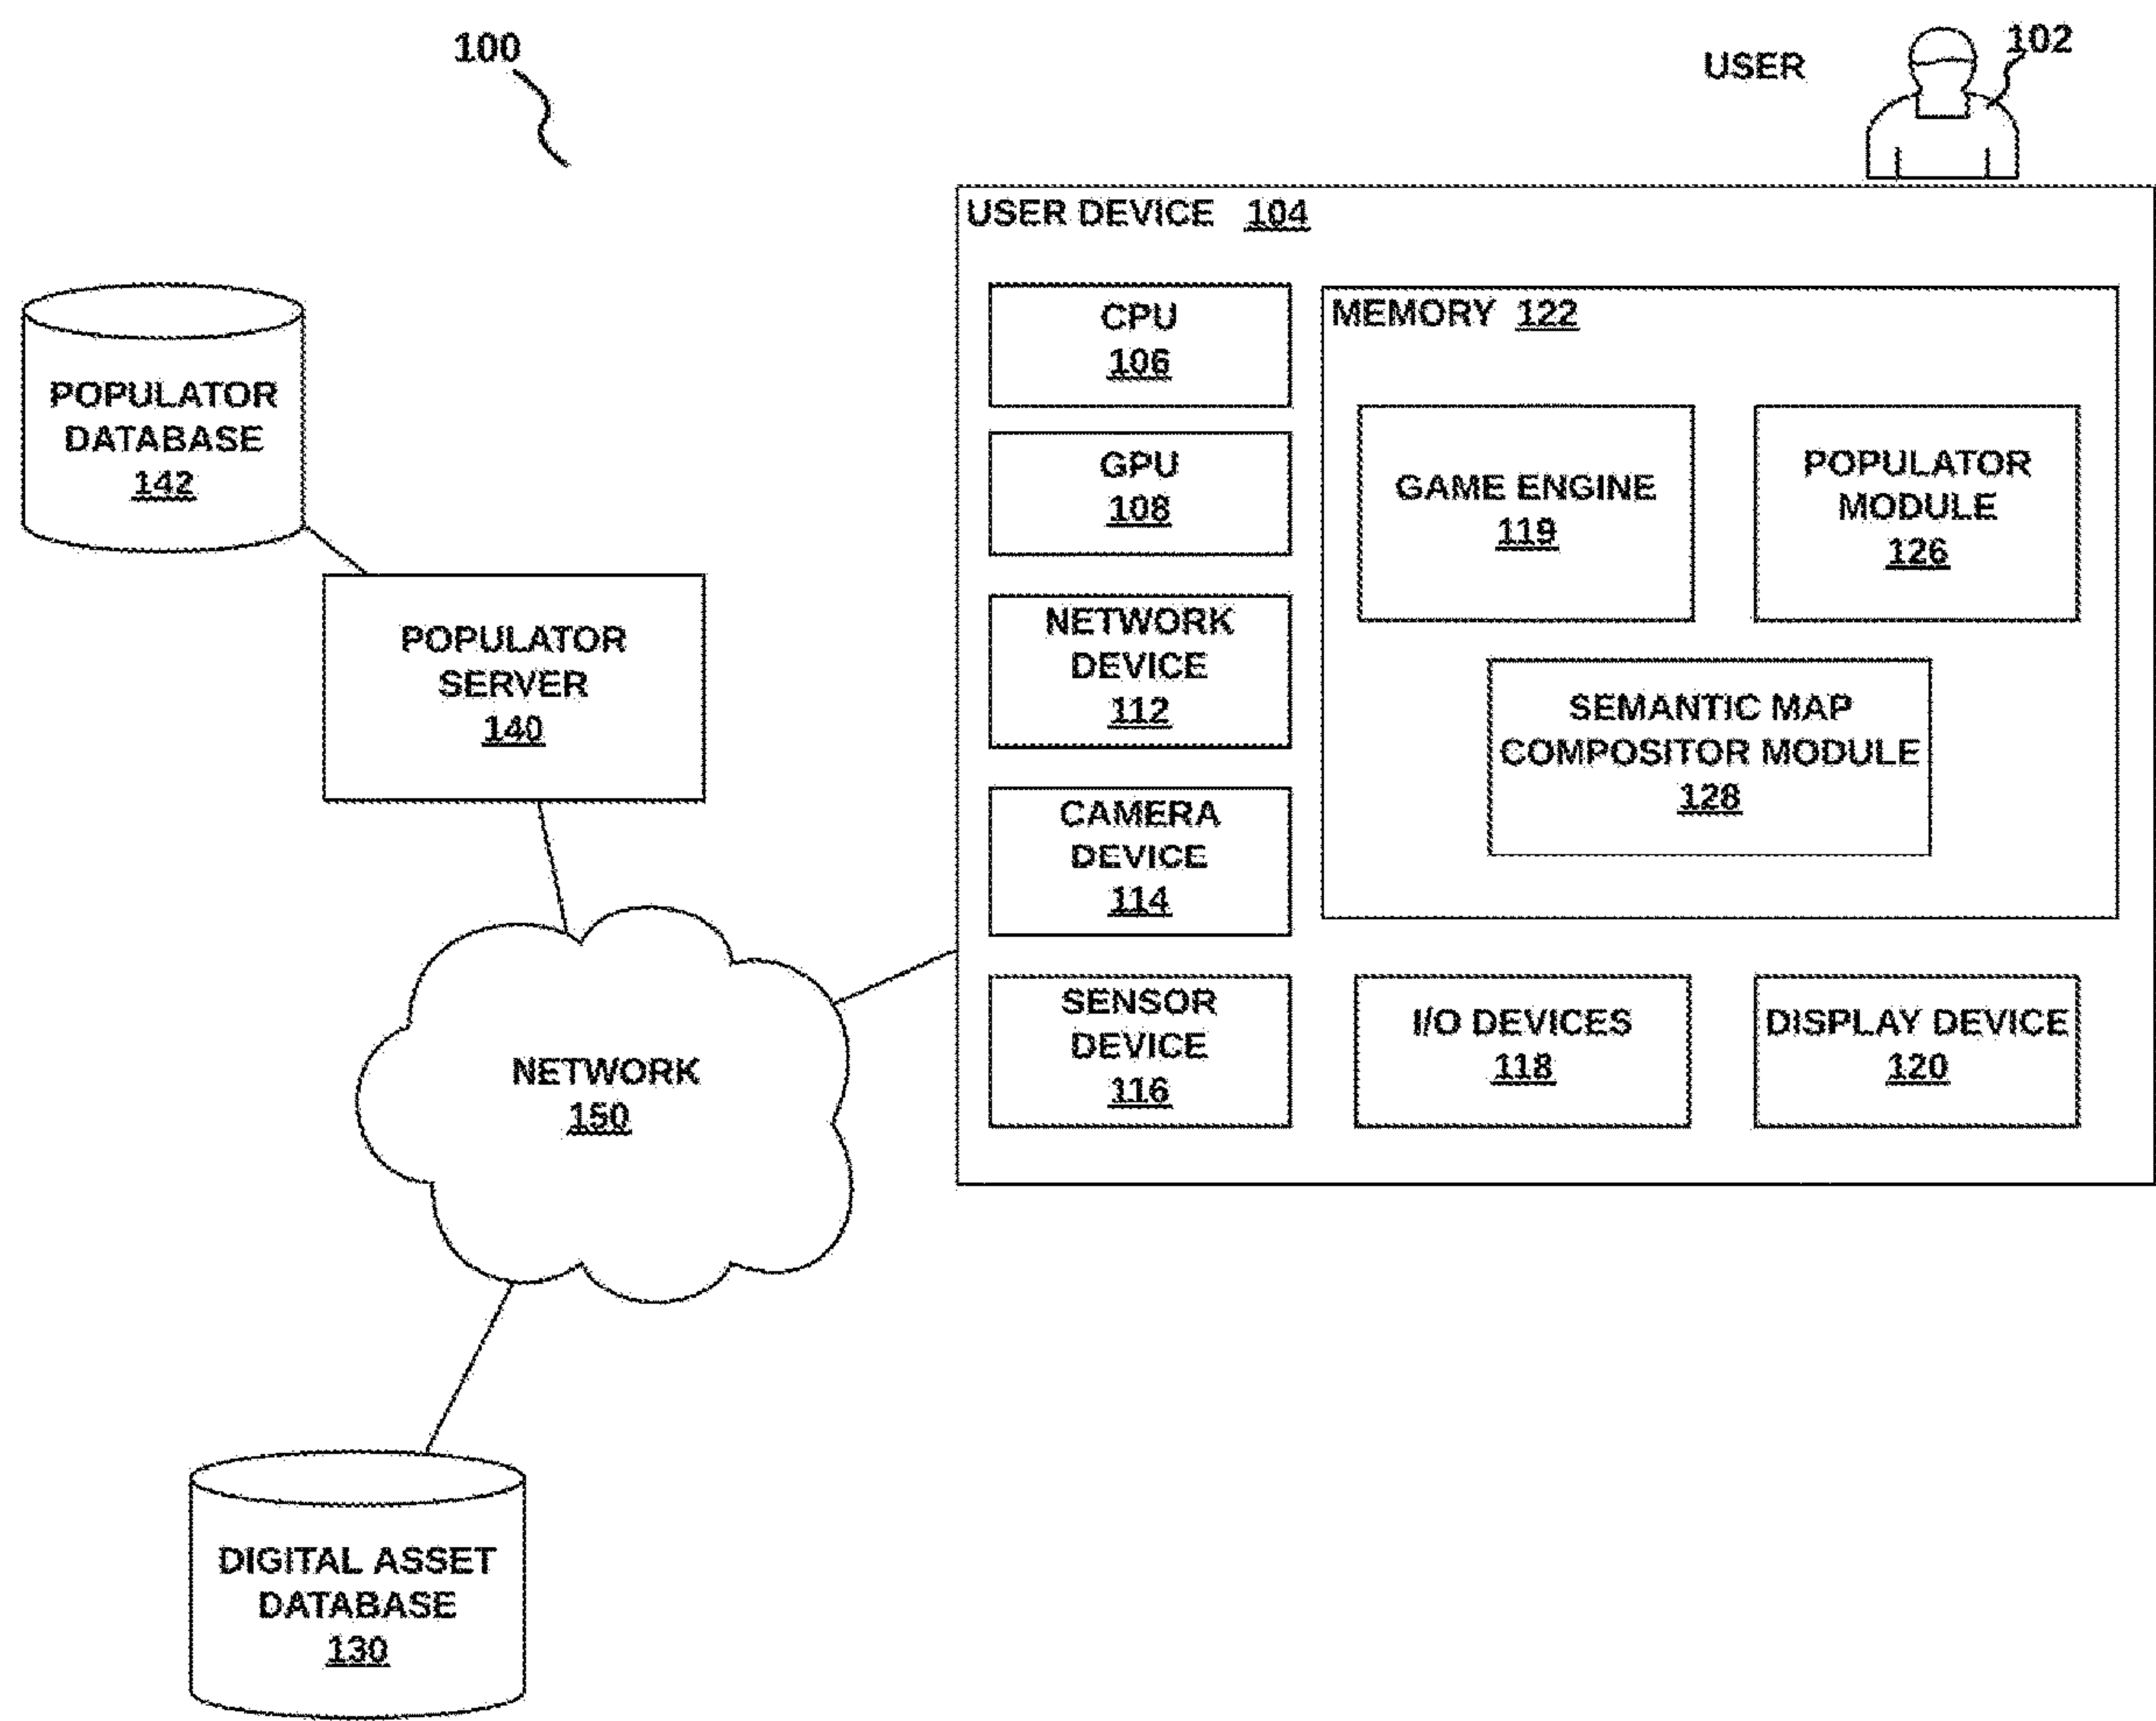 100
USER
102
USER DEVICE 104
CPU
106
GPU
108
NETWORK
DEVICE
112
CAMERA
DEVICE
114
SENSOR
DEVICE
116
MEMORY 122
GAME ENGINE
119
POPULATOR
MODULE
126
SEMANTIC MAP
COMPOSITOR MODULE
128
I/O DEVICES
118
DISPLAY DEVICE
120
POPULATOR
DATABASE
142
POPULATOR
SERVER
140
NETWORK
150
DIGITAL ASSET
DATABASE
130